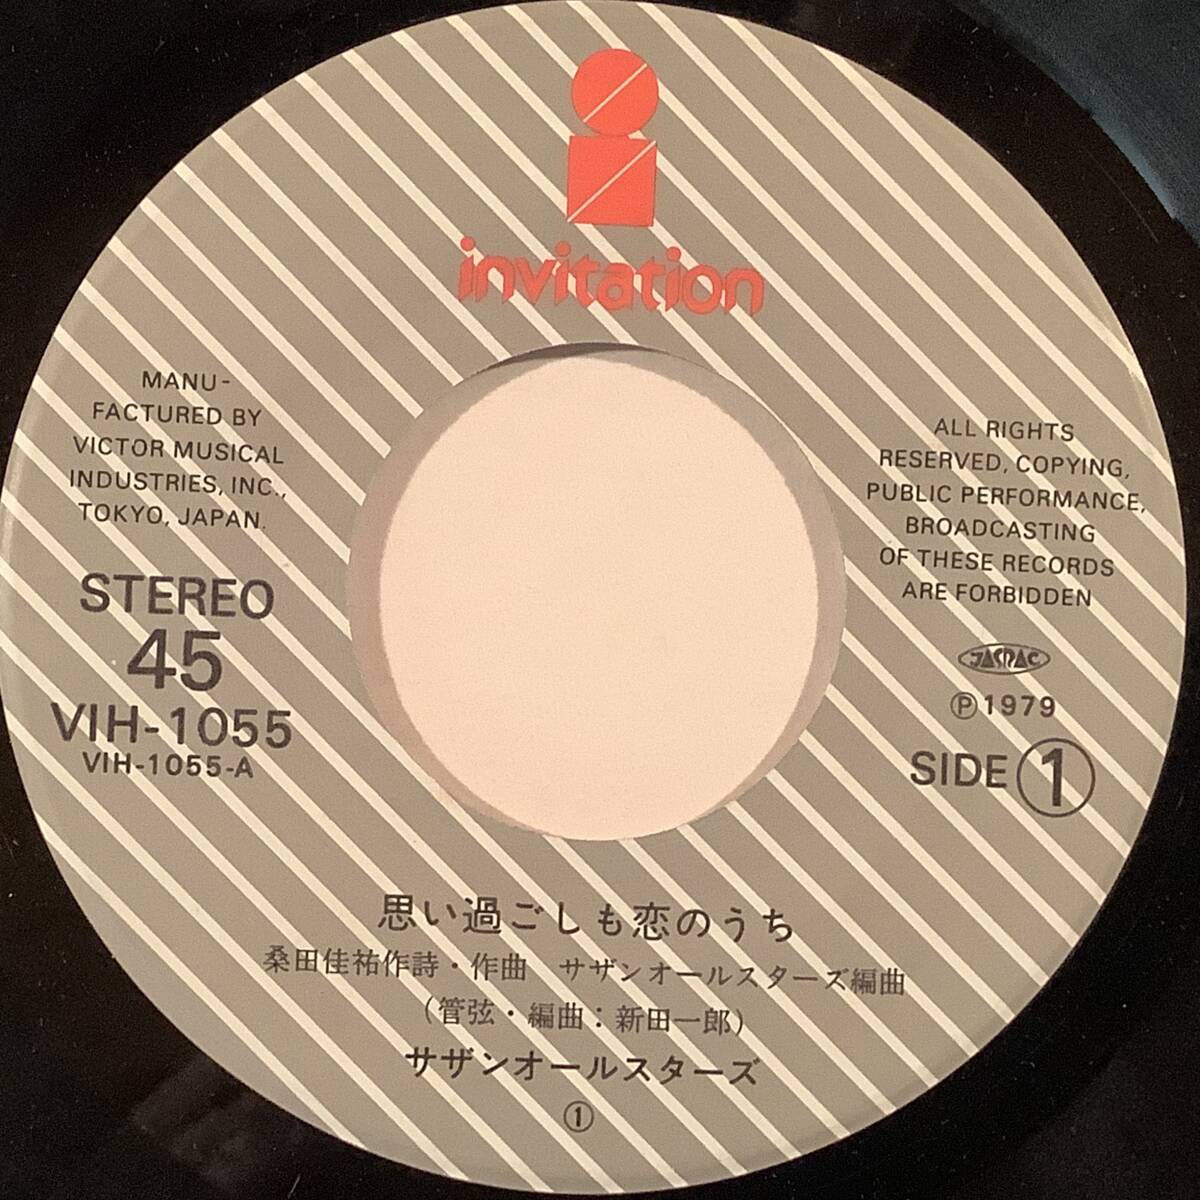 invitation
MANU-
FACTURED BY
VICTOR MUSICAL
INDUSTRIES, INC.,
TOKYO, JAPAN.
STEREO
45
VIH-1055
VIH-1055-A
ALL RIGHTS
RESERVED, COPYING,
PUBLIC PERFORMANCE,
BROADCASTING
OF THESE RECORDS
ARE FORBIDDEN
JASRAC
Ⓟ1979
SIDE ①
思い過ごしも恋のうち
桑田佳祐作詩・作曲　サザンオールスターズ編曲
（管弦・編曲：新田一郎）
サザンオールスターズ
①